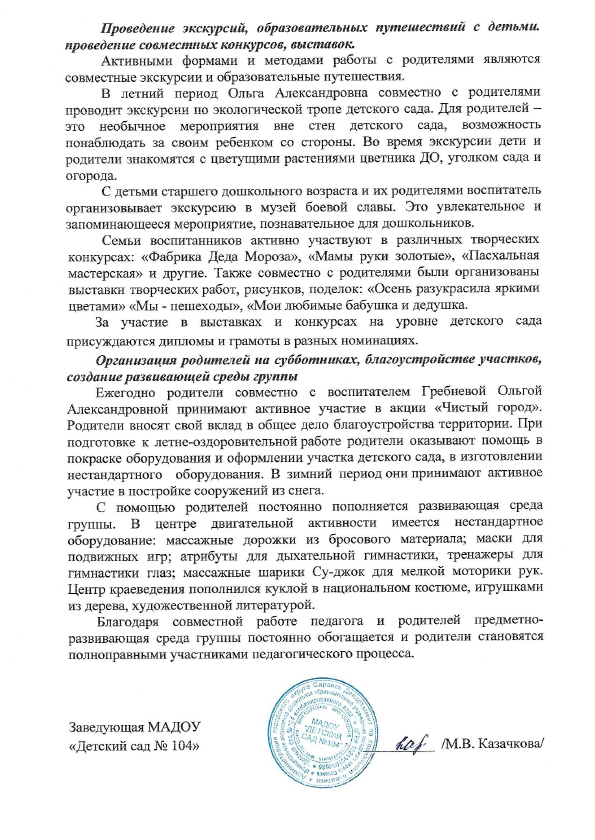 Проведение экскурсий, образовательных путешествий с детьми.
проведение совместных конкурсов, выставок.
Активными формами и методами работы с родителями являются
совместные экскурсии и образовательные путешествия.
В летний период Ольга Александровна совместно с родителями
проводит экскурсии по экологической тропе детского сада. Для родителей –
это необычное мероприятия вне стен детского сада, возможность
понаблюдать за своим ребенком со стороны. Во время экскурсии дети и
родители знакомятся с цветущими растениями цветника ДО, уголком сада и
огорода.
С детьми старшего дошкольного возраста и их родителями воспитатель
организовывает экскурсию в музей боевой славы. Это увлекательное и
запоминающееся мероприятие, познавательное для дошкольников.
Семьи воспитанников активно участвуют в различных творческих
конкурсах: «Фабрика Деда Мороза», «Мамы руки золотые», «Пасхальная
мастерская» и другие. Также совместно с родителями были организованы
выставки творческих работ, рисунков, поделок: «Осень разукрасила яркими
цветами» «Мы - пешеходы», «Мои любимые бабушка и дедушка.
За участие в выставках и конкурсах на уровне детского сада
присуждаются дипломы и грамоты в разных номинациях.
Организация родителей на субботниках, благоустройстве участков,
создание развивающей среды группы
Ежегодно родители совместно с воспитателем Гребневой Ольгой
Александровной принимают активное участие в акции «Чистый город».
Родители вносят свой вклад в общее дело благоустройства территории. При
подготовке к летне-оздоровительной работе родители оказывают помощь в
покраске оборудования и оформлении участка детского сада, в изготовлении
нестандартного оборудования. В зимний период они принимают активное
участие в постройке сооружений из снега.
С помощью родителей постоянно пополняется развивающая среда
группы. В центре двигательной активности имеется нестандартное
оборудование: массажные дорожки из бросового материала; маски для
подвижных игр; атрибуты для дыхательной гимнастики, тренажеры для
гимнастики глаз; массажные шарики Су-джок для мелкой моторики рук.
Центр краеведения пополнился куклой в национальном костюме, игрушками
из дерева, художественной литературой.
Благодаря совместной работе педагога и родителей предметно-
развивающая среда группы постоянно обогащается и родители становятся
полноправными участниками педагогического процесса.
МАДОУ
"ДЕТСКИЙ
САД №104"
Заведующая МАДОУ
«Детский сад № 104» /М.В. Казачкова/